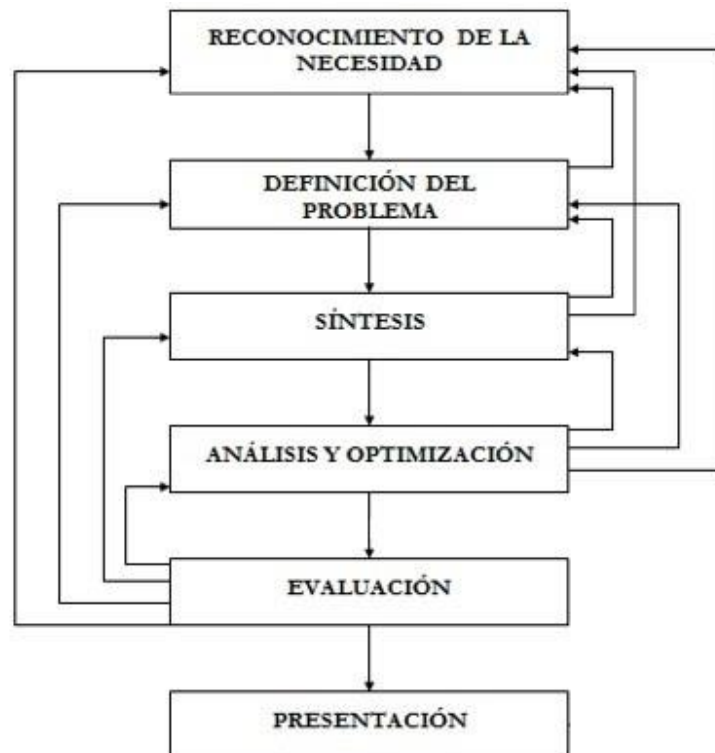 RECONOCIMIENTO DE LA
NECESIDAD
DEFINICIÓN DEL
PROBLEMA
SÍNTESIS
ANÁLISIS Y OPTIMIZACIÓN
EVALUACIÓN
PRESENTACIÓN